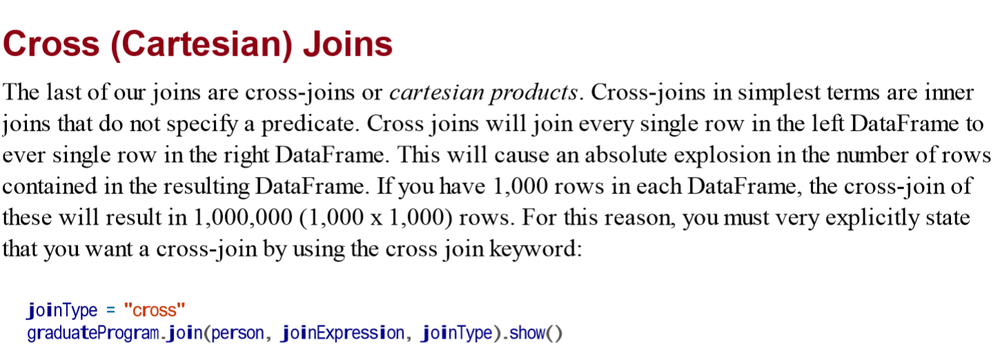 Cross (Cartesian) Joins
The last of our joins are cross-joins or cartesian products. Cross-joins in simplest terms are inner
joins that do not specify a predicate. Cross joins will join every single row in the left DataFrame to
ever single row in the right DataFrame. This will cause an absolute explosion in the number of rows
contained in the resulting DataFrame. If you have 1,000 rows in each DataFrame, the cross-join of
these will result in 1,000,000 (1,000 x 1,000) rows. For this reason, you must very explicitly state
that you want a cross-join by using the cross join keyword:
joinType = "cross"
graduateProgram.join(person, joinExpression, joinType).show()